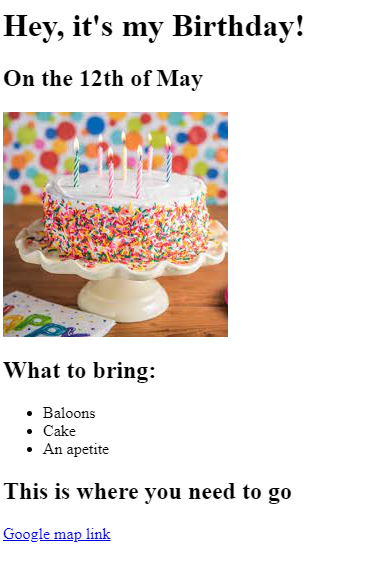 Hey, it's my Birthday!
On the 12th of May
What to bring:
Baloons
Cake
An apetite
This is where you need to go
Google map link